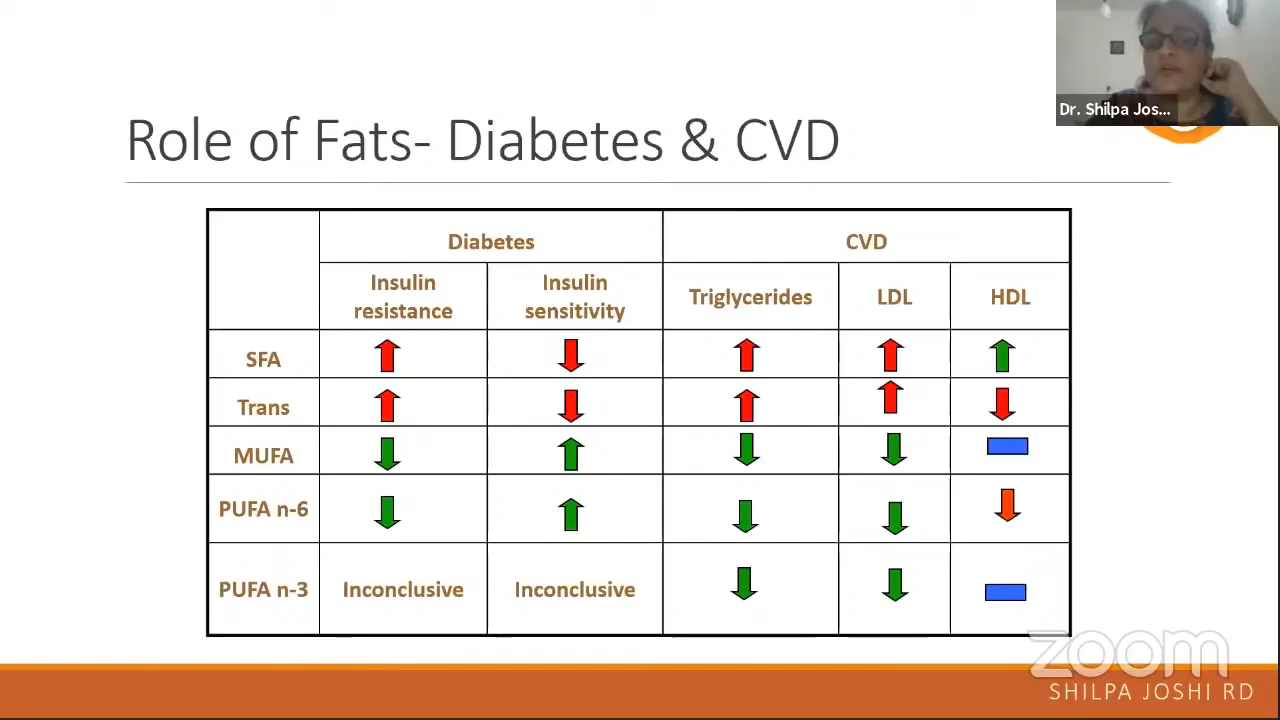 Dr. Shilpa Jos...
Role of Fats- Diabetes & CVD
Diabetes CVD
Insulin resistance Insulin sensitivity Triglycerides LDL HDL
SFA
Trans
MUFA
PUFA n-6
PUFA n-3 Inconclusive Inconclusive
zoom
SHILPA JOSHI RD